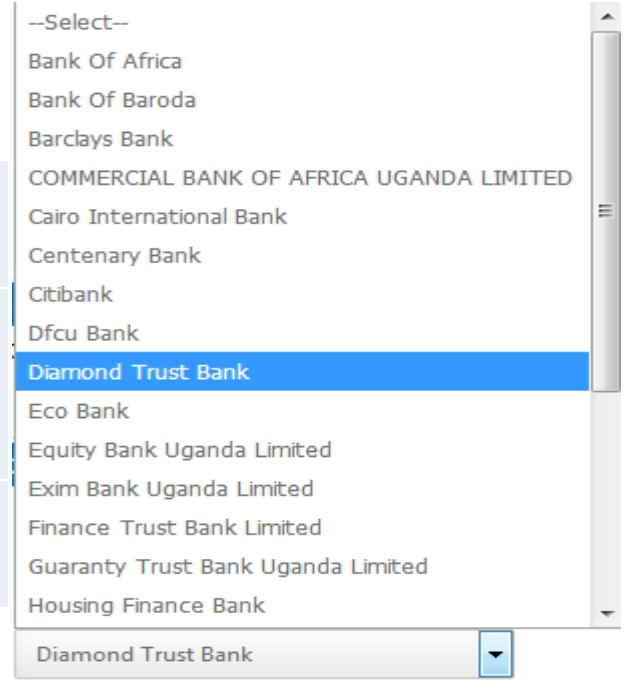 --Select--
Bank Of Africa
Bank Of Baroda
Barclays Bank
COMMERCIAL BANK OF AFRICA UGANDA LIMITED
Cairo International Bank
Centenary Bank
Citibank
Dfcu Bank
Diamond Trust Bank
Eco Bank
Equity Bank Uganda Limited
Exim Bank Uganda Limited
Finance Trust Bank Limited
Guaranty Trust Bank Uganda Limited
Housing Finance Bank
Diamond Trust Bank